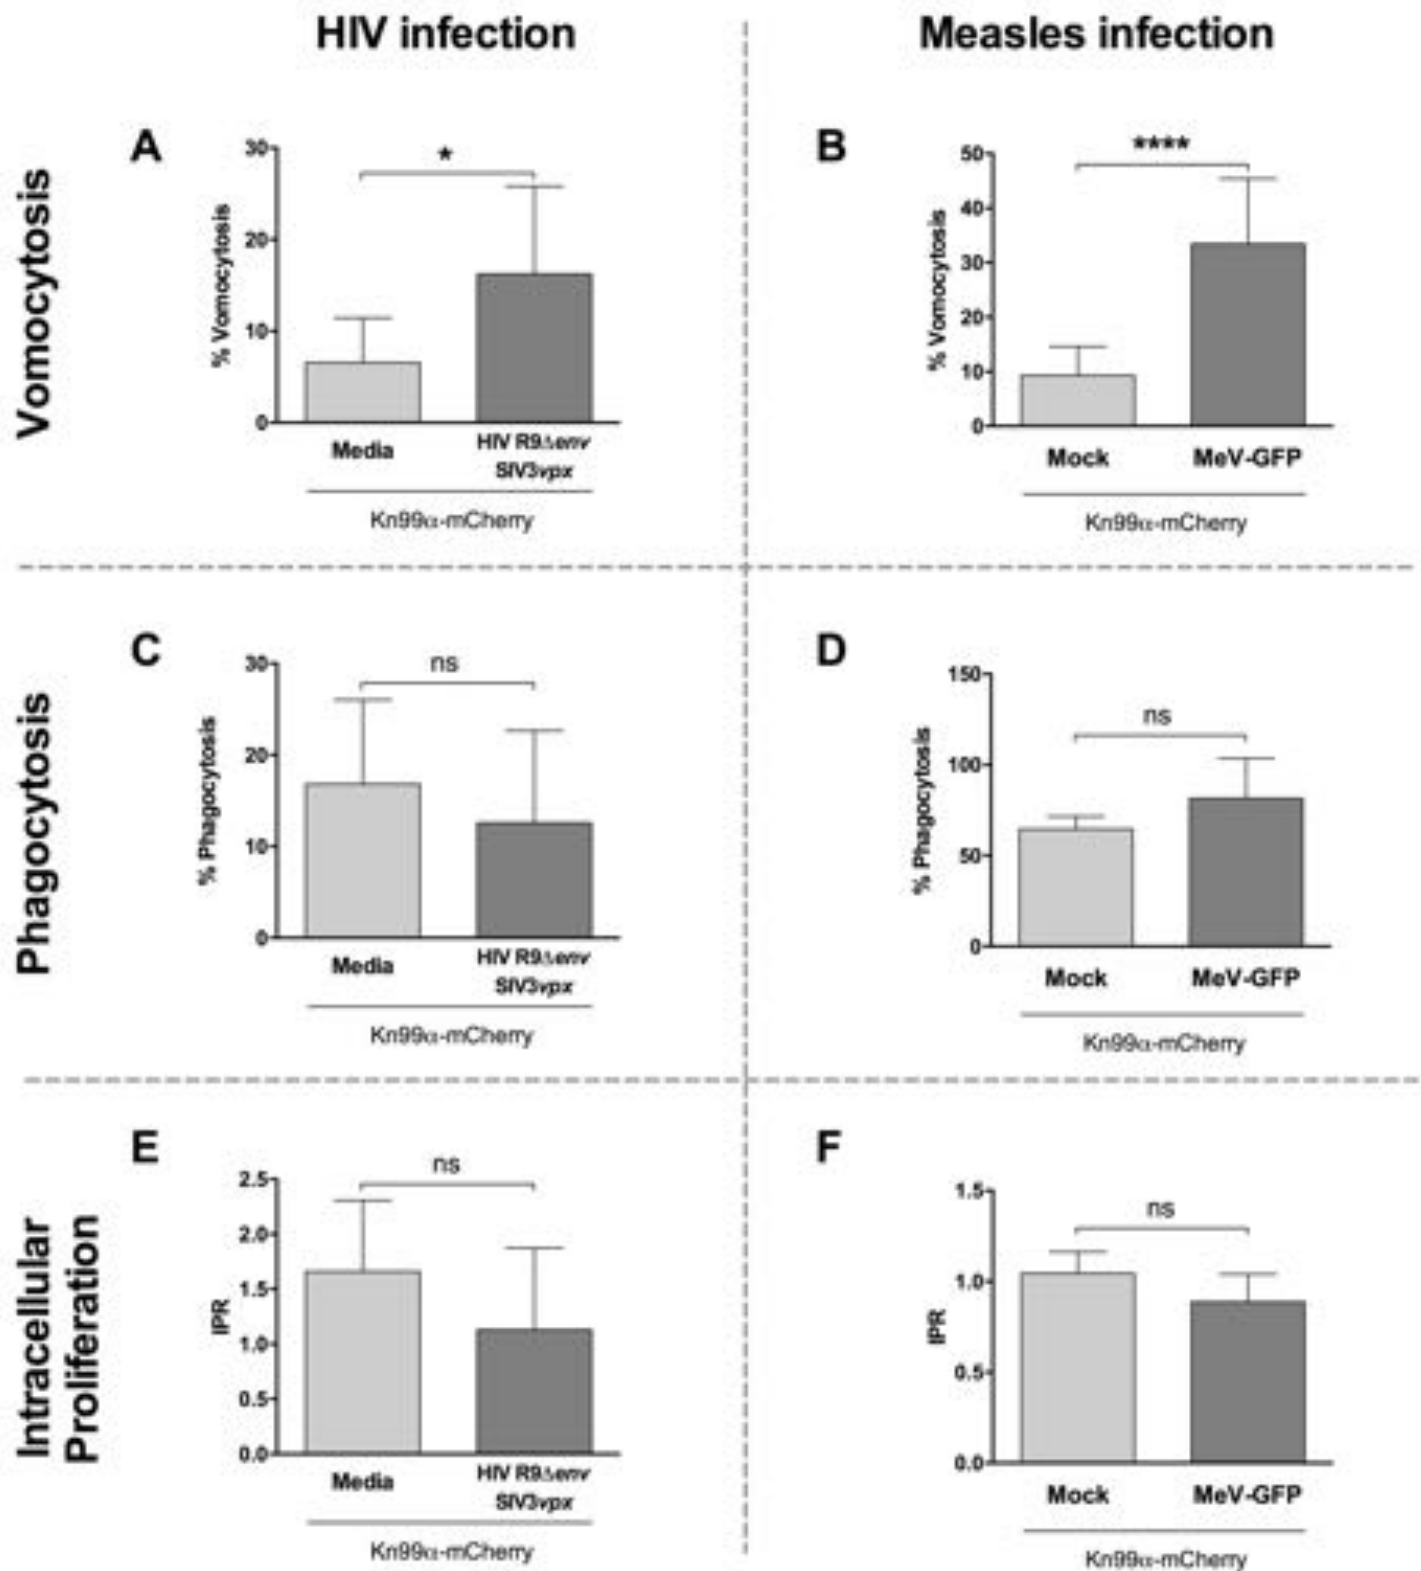 HIV infection
Measles infection
Vomocytosis
A
30
20
10
0
% Vomocytosis
*
Media
HIV R9Δenv
SIV3vpx
Kn99α-mCherry
B
50
40
30
20
10
0
% Vomocytosis
****
Mock
MeV-GFP
Kn99α-mCherry
Phagocytosis
C
30
20
10
0
% Phagocytosis
ns
Media
HIV R9Δenv
SIV3vpx
Kn99α-mCherry
D
150
100
50
0
% Phagocytosis
ns
Mock
MeV-GFP
Kn99α-mCherry
Intracellular
Proliferation
E
2.5
2.0
1.5
1.0
0.5
0.0
IPR
ns
Media
HIV R9Δenv
SIV3vpx
Kn99α-mCherry
F
1.5
1.0
0.5
0.0
IPR
ns
Mock
MeV-GFP
Kn99α-mCherry